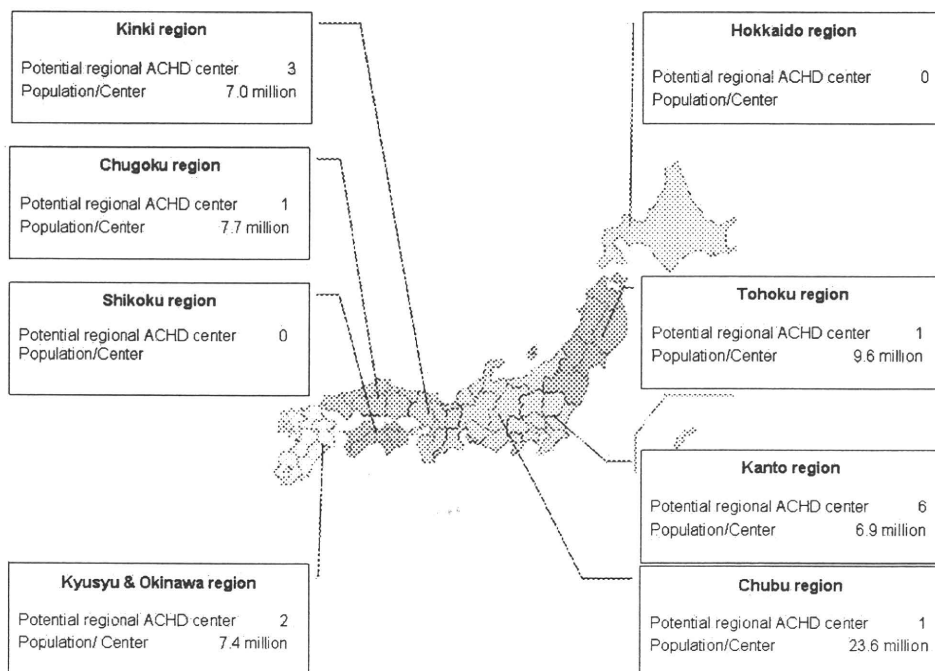 Kinki region
Potential regional ACHD center 3
Population/Center 7.0 million
Chugoku region
Potential regional ACHD center 1
Population/Center 7.7 million
Shikoku region
Potential regional ACHD center 0
Population/Center
Kyusyu & Okinawa region
Potential regional ACHD center 2
Population/ Center 7.4 million
Hokkaido region
Potential regional ACHD center 0
Population/Center
Tohoku region
Potential regional ACHD center 1
Population/Center 9.6 million
Kanto region
Potential regional ACHD center 6
Population/Center 6.9 million
Chubu region
Potential regional ACHD center 1
Population/Center 23.6 million